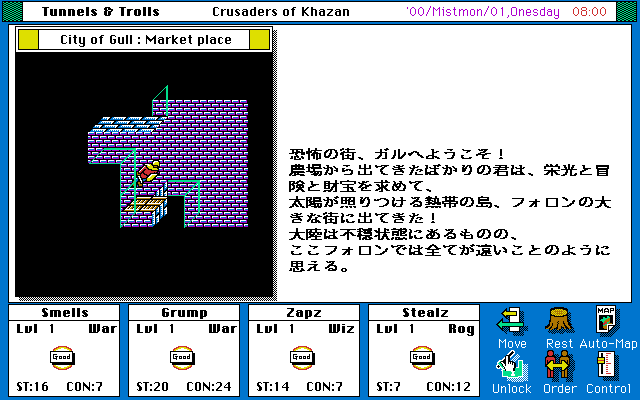 Tunnels & Trolls Crusaders of Khazan '00/Mistmon/01,Onesday 08:00
City of Gull : Market place
恐怖の街、ガルへようこそ！
農場から出てきたばかりの君は、栄光と冒
険と財宝を求めて、
太陽が照りつける熱帯の島、フォロンの大
きな街に出てきた！
大陸は不穏状態にあるものの、
ここフォロンでは全てが遠いことのように
思える。
Smells Grump Zapz Stealz
Lvl 1 War Lvl 1 War Lvl 1 Wiz Lvl 1 Rog
Good Good Good Good
ST:16 CON:7 ST:20 CON:24 ST:14 CON:7 ST:7 CON:12
MAP
Move Rest Auto-Map
Unlock Order Control